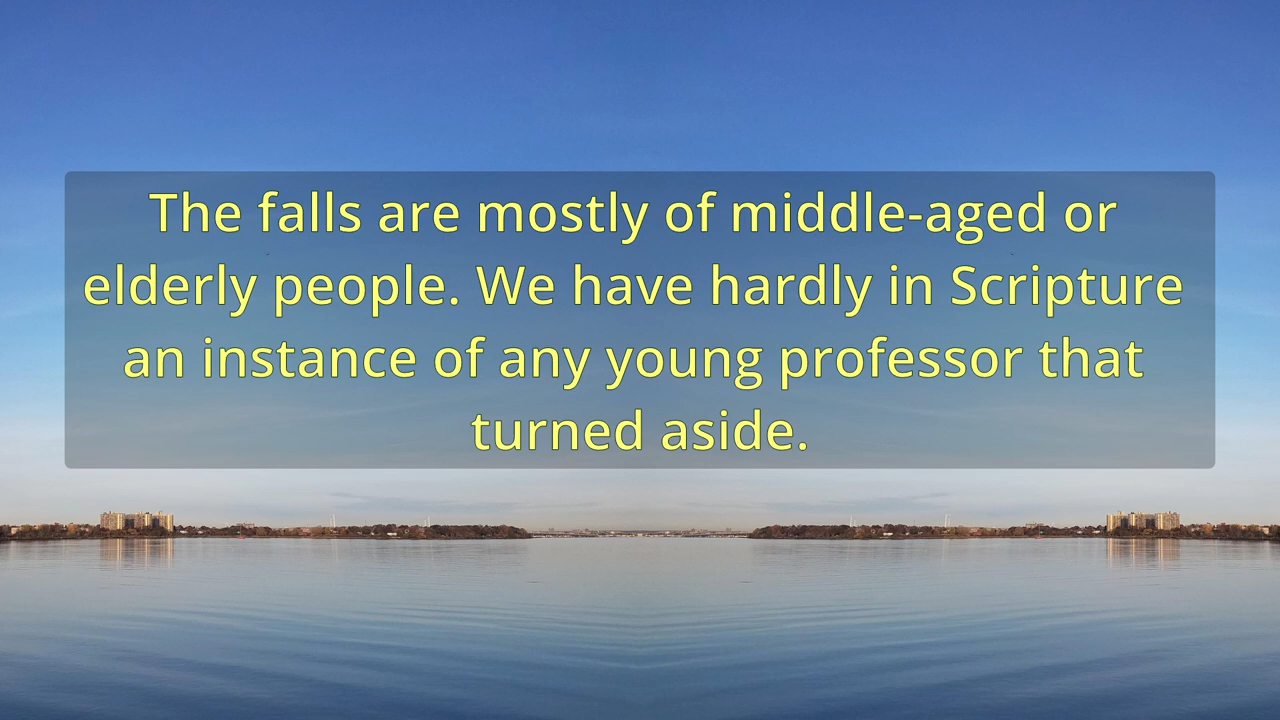 The falls are mostly of middle-aged or
elderly people. We have hardly in Scripture
an instance of any young professor that
turned aside.